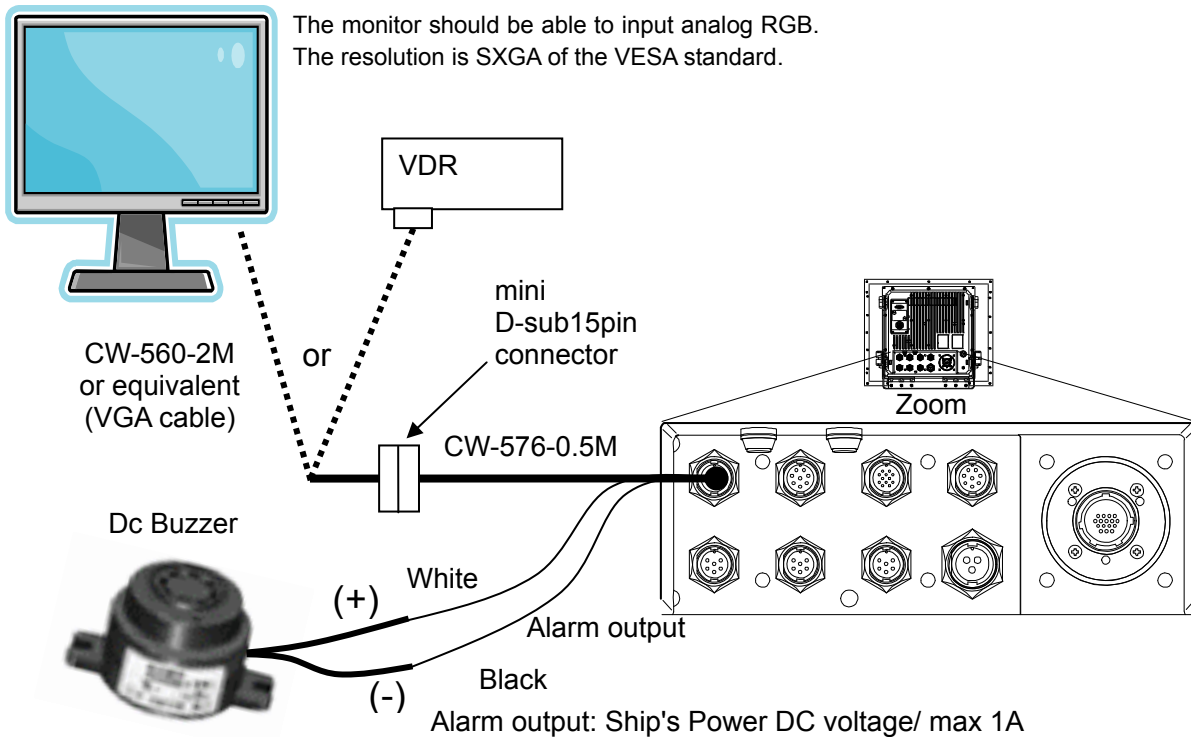 The monitor should be able to input analog RGB.
The resolution is SXGA of the VESA standard.
VDR
mini
D-sub15pin
connector
CW-560-2M
or equivalent
(VGA cable)
or
Zoom
CW-576-0.5M
Dc Buzzer
(+)
White
Alarm output
(-)
Black
Alarm output: Ship's Power DC voltage/ max 1A